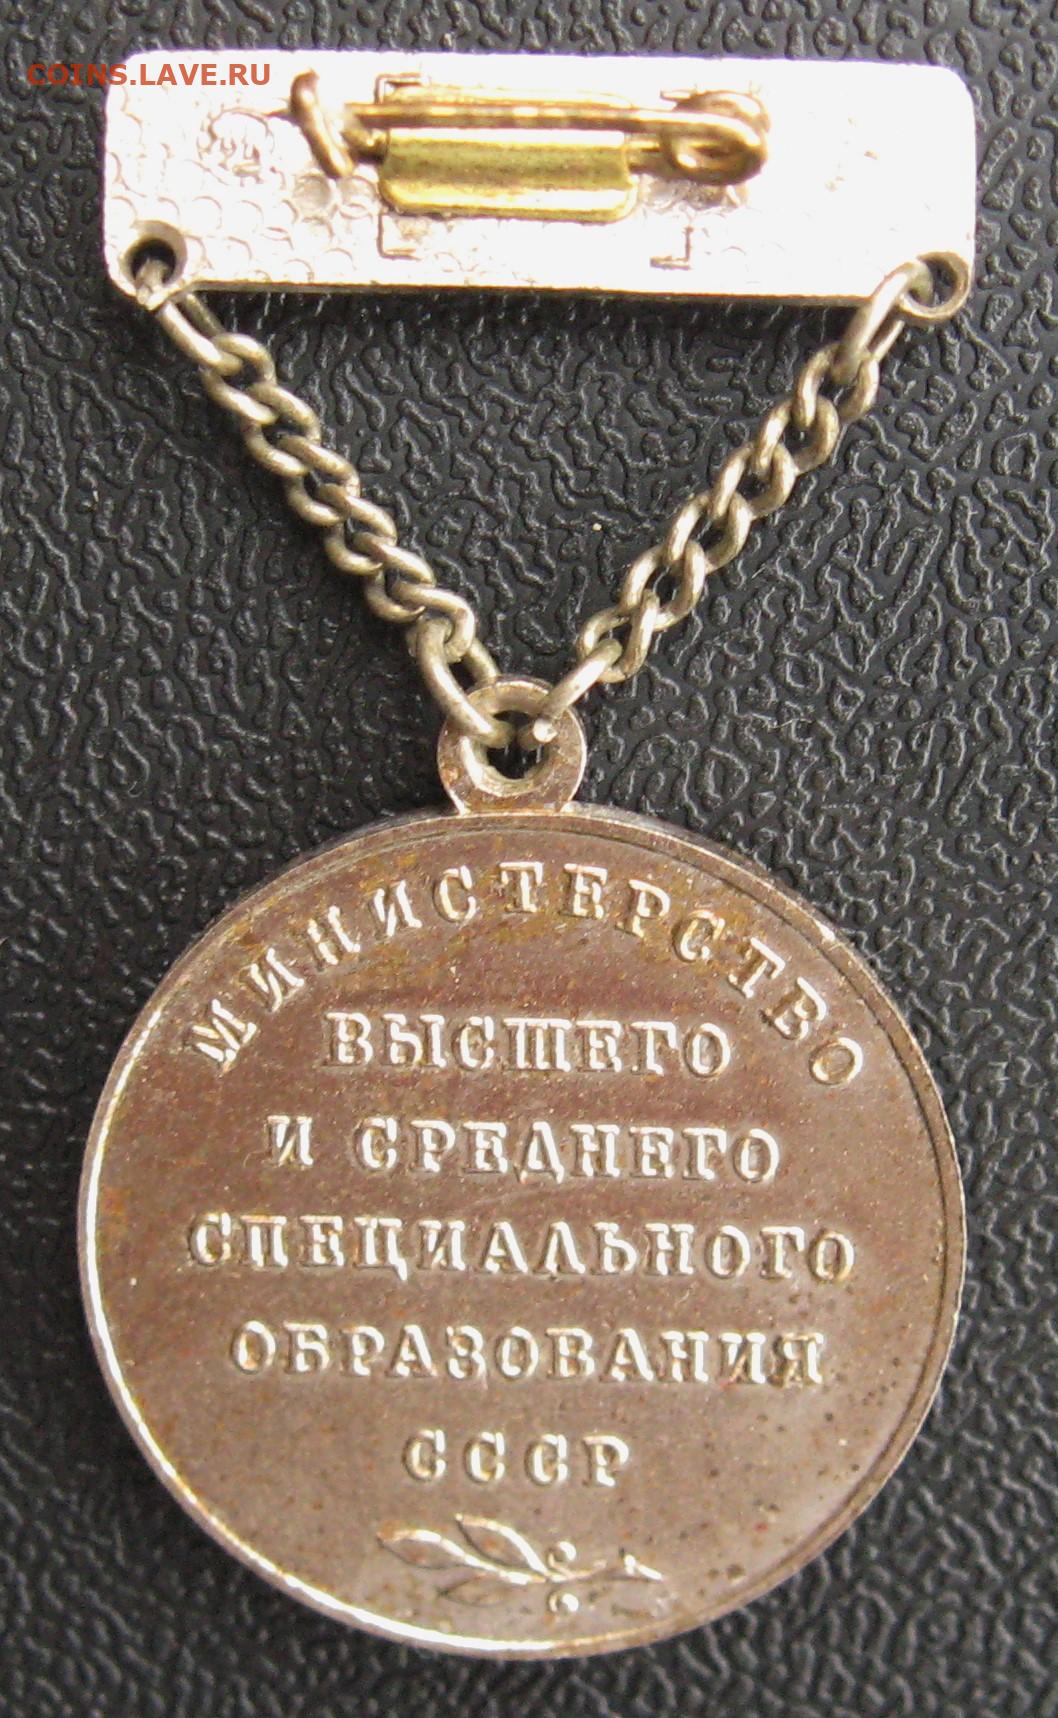 COINS.LAVE.RU
МИНИСТЕРСТВО
ВЫСШЕГО
И СРЕДНЕГО
СПЕЦИАЛЬНОГО
ОБРАЗОВАНИЯ
СССР